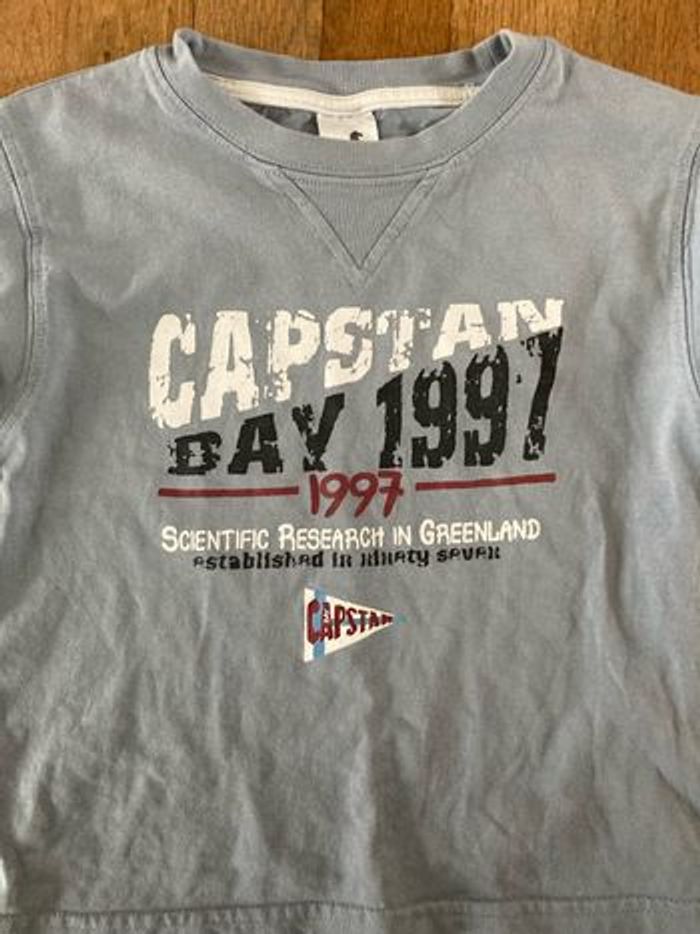 CAPSTAN
BAY 1997
1997
SCIENTIFIC RESEARCH IN GREENLAND
established in ninety seven
CAPSTAN